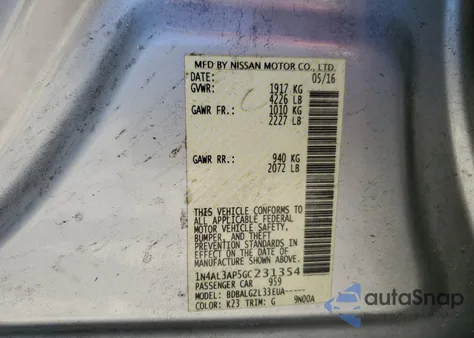 MFD BY NISSAN MOTOR CO., LTD.
DATE: 05/16
GVWR: 1917 KG
4226 LB
GAWR FR.: 1010 KG
2227 LB
GAWR RR.: 940 KG
2072 LB
THIS VEHICLE CONFORMS TO
ALL APPLICABLE FEDERAL
MOTOR VEHICLE SAFETY,
BUMPER, AND THEFT
PREVENTION STANDARDS IN
EFFECT ON THE DATE OF
MANUFACTURE SHOWN ABOVE.
1N4AL3AP5GC231354
PASSENGER CAR 959
MODEL: BDBALGZL33EUA-----
COLOR: K23 TRIM: G 9N00A
autoSnap